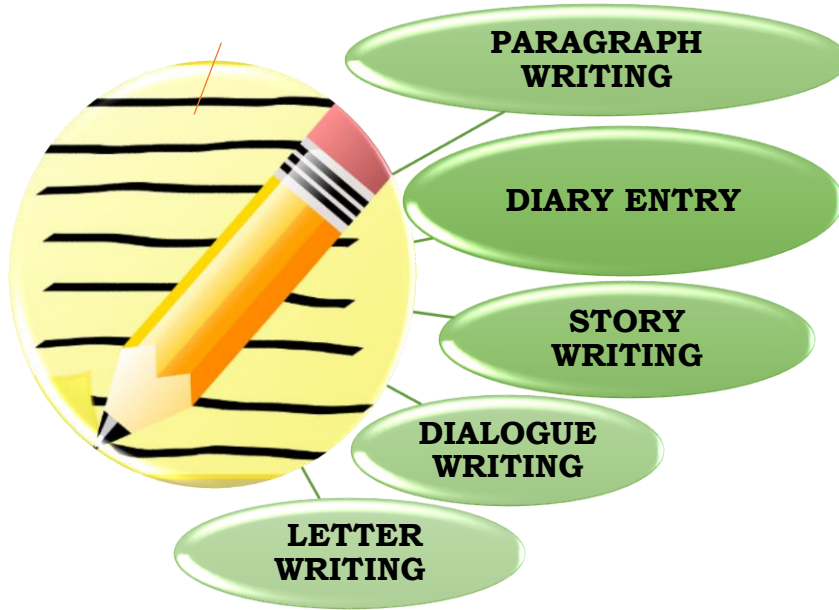 PARAGRAPH
WRITING
DIARY ENTRY
STORY
WRITING
DIALOGUE
WRITING
LETTER
WRITING